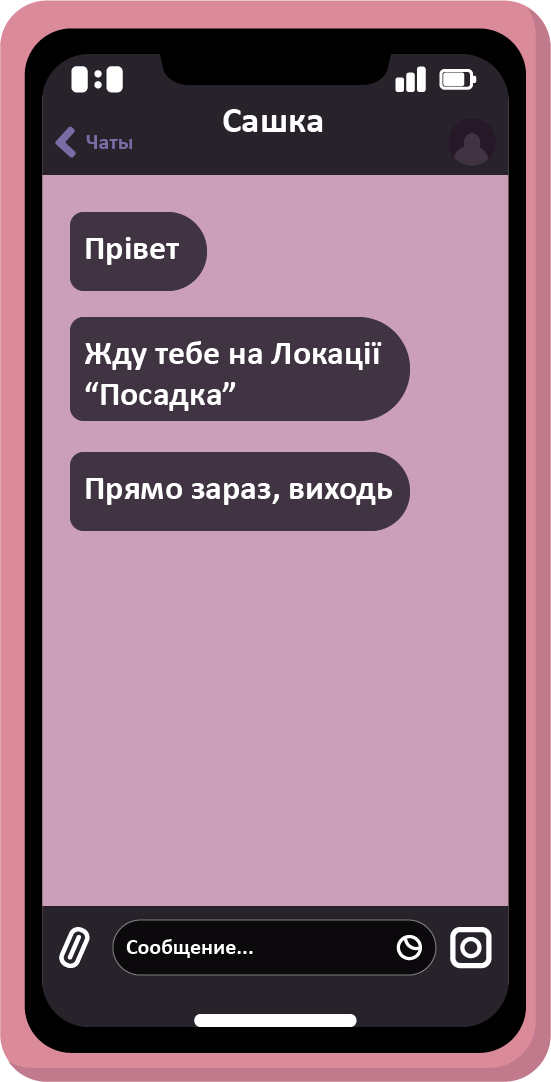 Сашка
Чаты
Прівет
Жду тебе на Локації
“Посадка”
Прямо зараз, виходь
Сообщение...